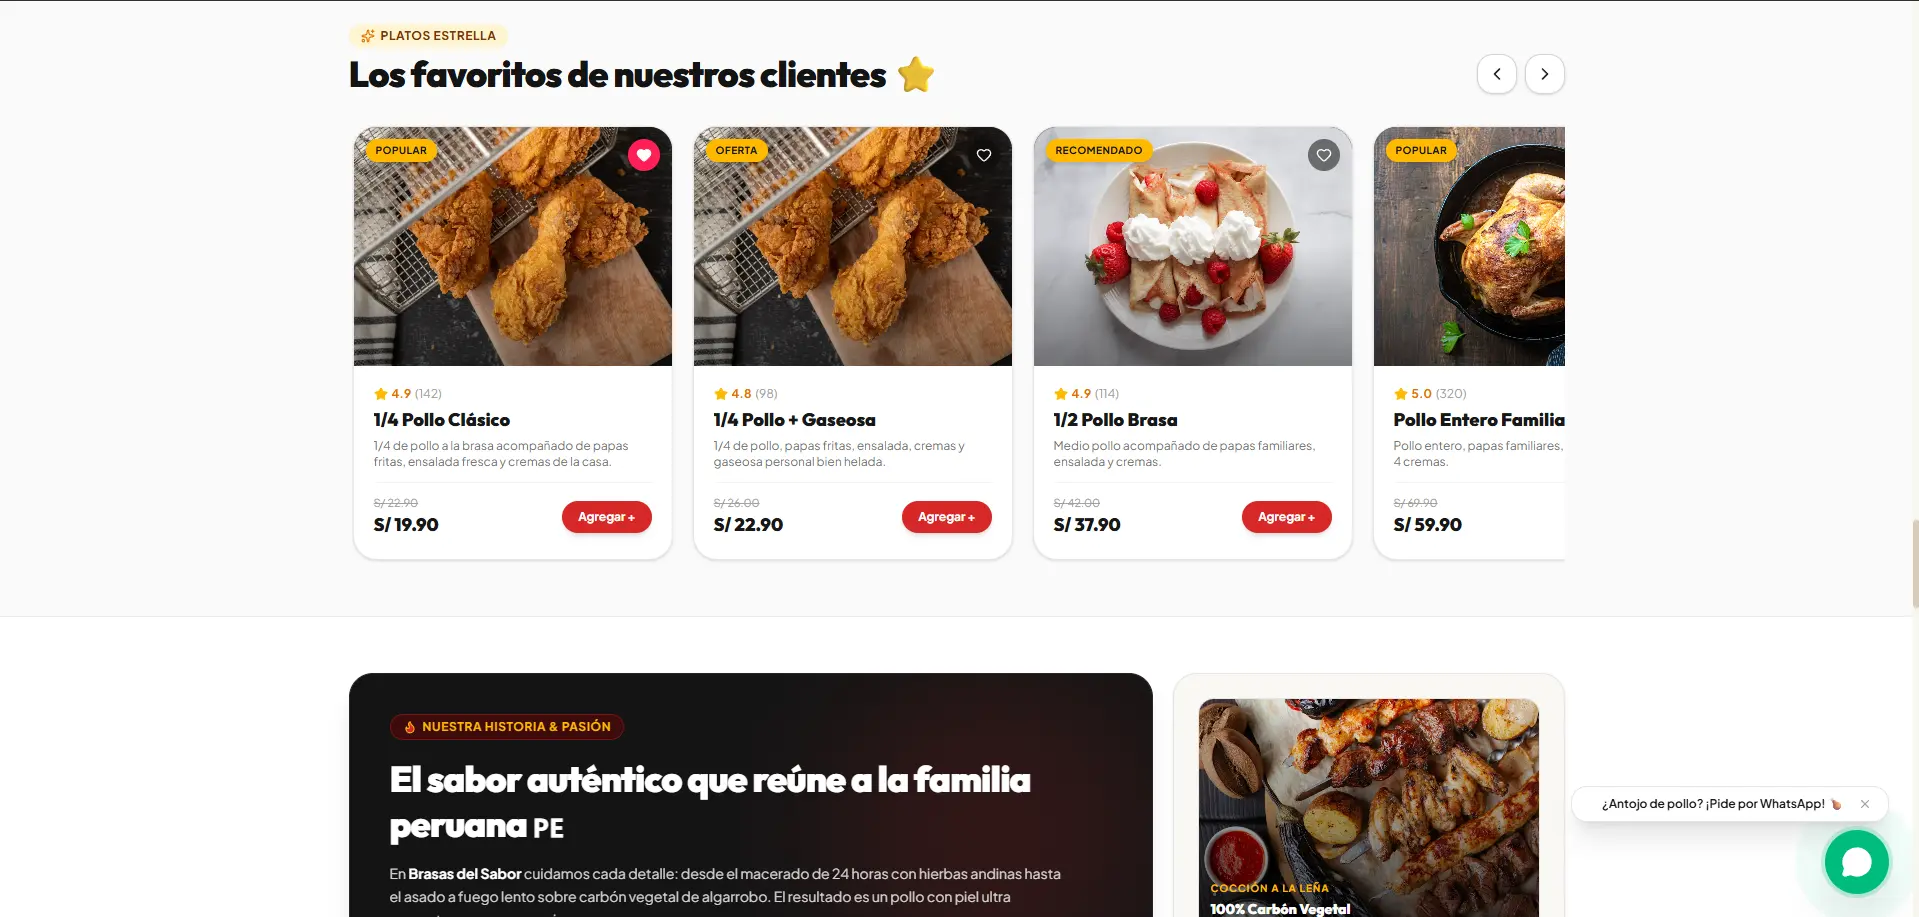 PLATOS ESTRELLA
Los favoritos de nuestros clientes
POPULAR
4.9 (142)
1/4 Pollo Clásico
1/4 de pollo a la brasa acompañado de papas
fritas, ensalada fresca y cremas de la casa.
S/ 22.90
S/ 19.90
Agregar +
OFERTA
4.8 (98)
1/4 Pollo + Gaseosa
1/4 de pollo, papas fritas, ensalada, cremas y
gaseosa personal bien helada.
S/ 26.00
S/ 22.90
Agregar +
RECOMENDADO
4.9 (114)
1/2 Pollo Brasa
Medio pollo acompañado de papas familiares,
ensalada y cremas.
S/ 42.00
S/ 37.90
Agregar +
POPULAR
5.0 (320)
Pollo Entero Familia
Pollo entero, papas familiares,
4 cremas.
S/ 69.90
S/ 59.90
NUESTRA HISTORIA & PASIÓN
El sabor auténtico que reúne a la familia
peruana PE
En Brasas del Sabor cuidamos cada detalle: desde el macerado de 24 horas con hierbas andinas hasta
el asado a fuego lento sobre carbón vegetal de algarrobo. El resultado es un pollo con piel ultra
COCCIÓN A LA LEÑA
100% Carbón Vegetal
¿Antojo de pollo? ¡Pide por WhatsApp!